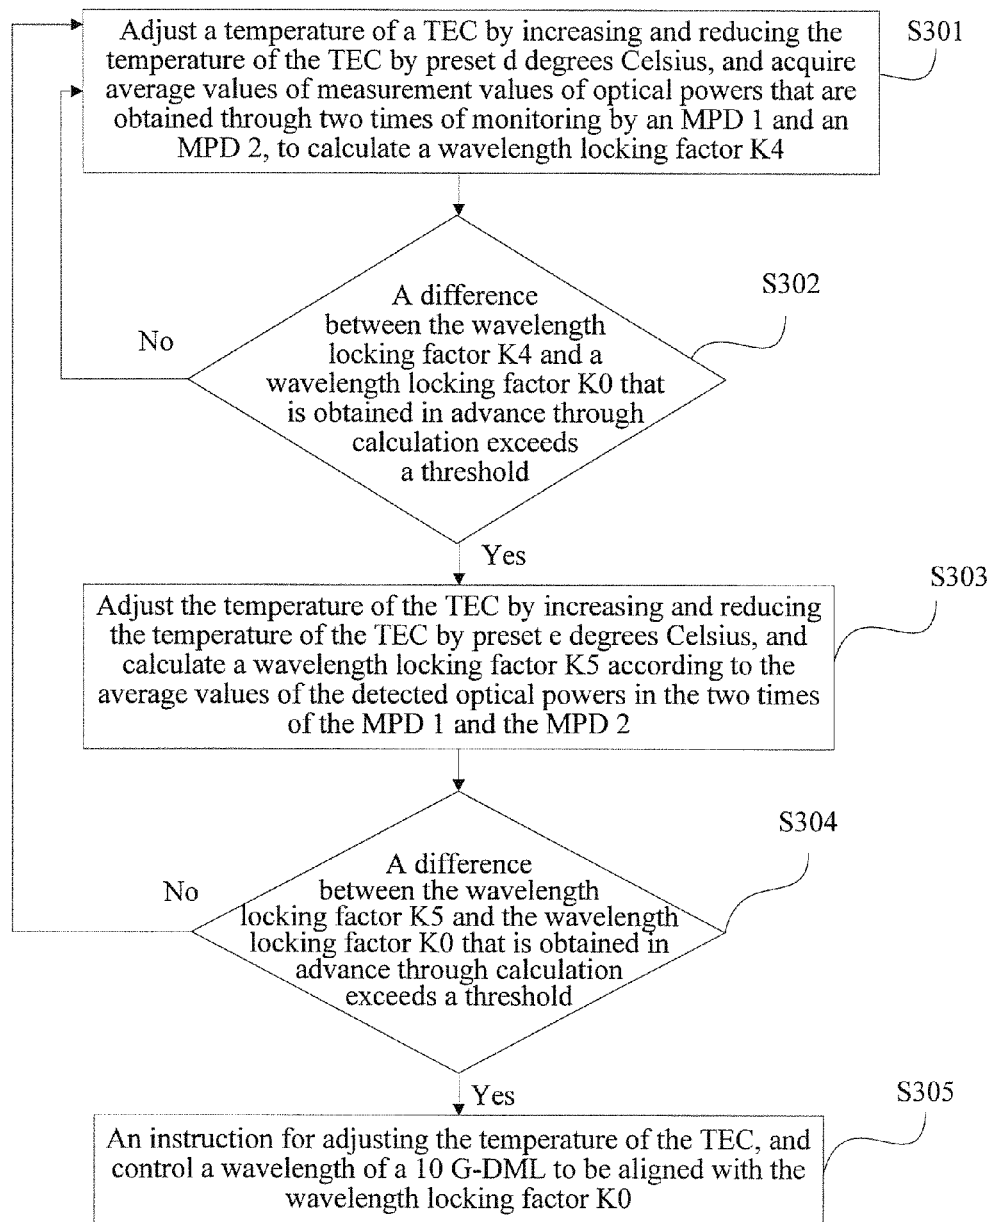 Adjust a temperature of a TEC by increasing and reducing the
temperature of the TEC by preset d degrees Celsius, and acquire
average values of measurement values of optical powers that are
obtained through two times of monitoring by an MPD 1 and an
MPD 2, to calculate a wavelength locking factor K4
S301
A difference
between the wavelength
locking factor K4 and a
wavelength locking factor K0 that
is obtained in advance through
calculation exceeds
a threshold
S302
No
Yes
Adjust the temperature of the TEC by increasing and reducing
the temperature of the TEC by preset e degrees Celsius, and
calculate a wavelength locking factor K5 according to the
average values of the detected optical powers in the two times
of the MPD 1 and the MPD 2
S303
A difference
between the wavelength
locking factor K5 and the wavelength
locking factor K0 that is obtained in
advance through calculation
exceeds a threshold
S304
No
Yes
An instruction for adjusting the temperature of the TEC, and
control a wavelength of a 10 G-DML to be aligned with the
wavelength locking factor K0
S305